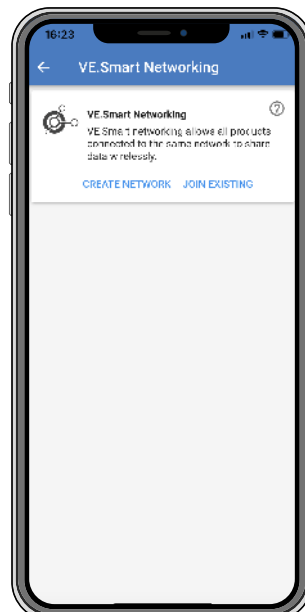 16:23
VE.Smart Networking
VE.Smart Networking
VE.Smart networking allows all products
connected to the same network to share
data wirelessly.
CREATE NETWORK JOIN EXISTING